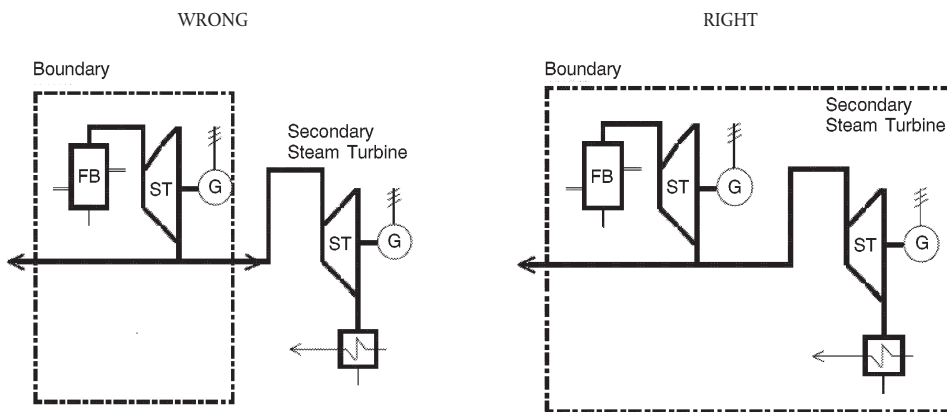 WRONG
RIGHT
Boundary
FB
ST
G
Secondary
Steam Turbine
ST
G
Boundary
Secondary
Steam Turbine
FB
ST
G
ST
G